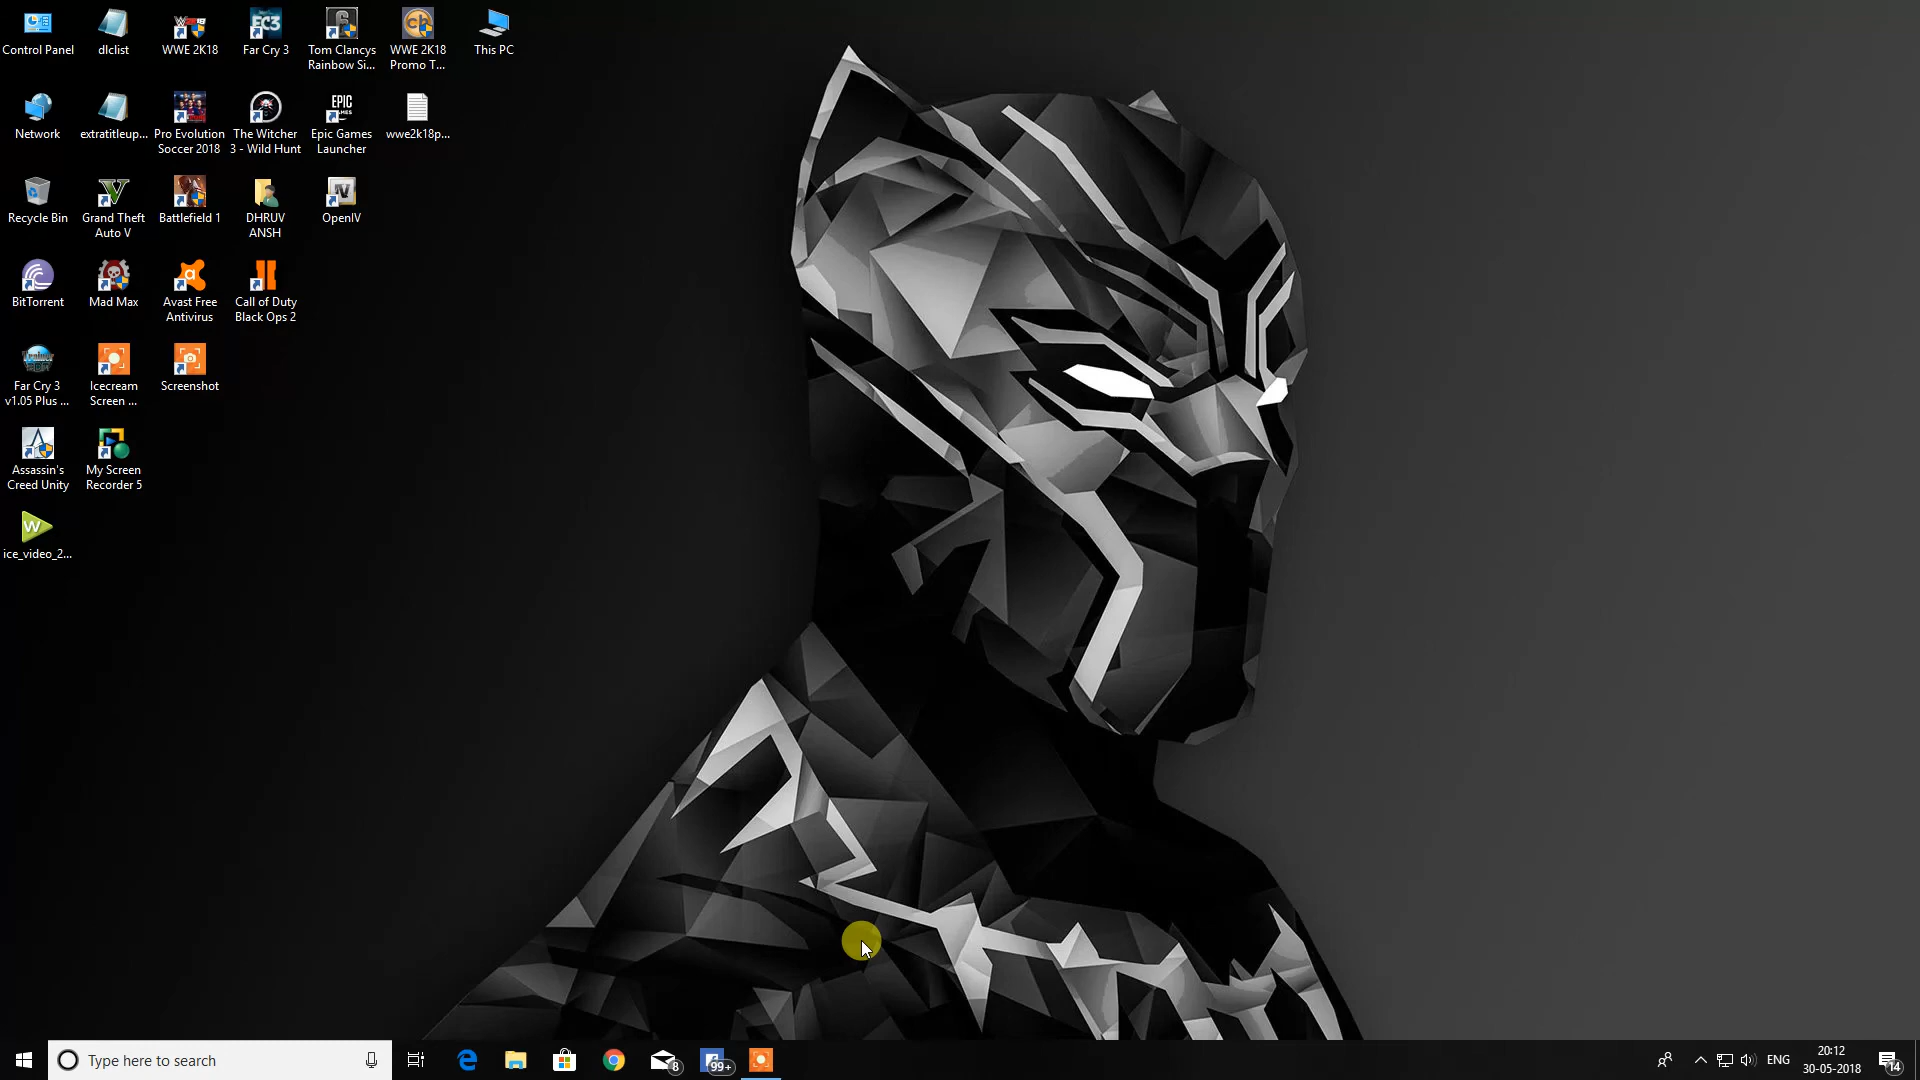 Control Panel
dlclist
WWE 2K18
Far Cry 3
Tom Clancys
Rainbow Si...
WWE 2K18
Promo T...
This PC
Network
extratitleup...
Pro Evolution
Soccer 2018
The Witcher
3 - Wild Hunt
EPIC
GAMES
Epic Games
Launcher
wwe2k18p...
Recycle Bin
Grand Theft
Auto V
Battlefield 1
DHRUV
ANSH
OpenIV
BitTorrent
Mad Max
Avast Free
Antivirus
Call of Duty
Black Ops 2
Far Cry 3
v1.05 Plus ...
Icecream
Screen ...
Screenshot
Assassin's
Creed Unity
My Screen
Recorder 5
ice_video_2...
Type here to search
8
99+
ENG
20:12
30-05-2018
14